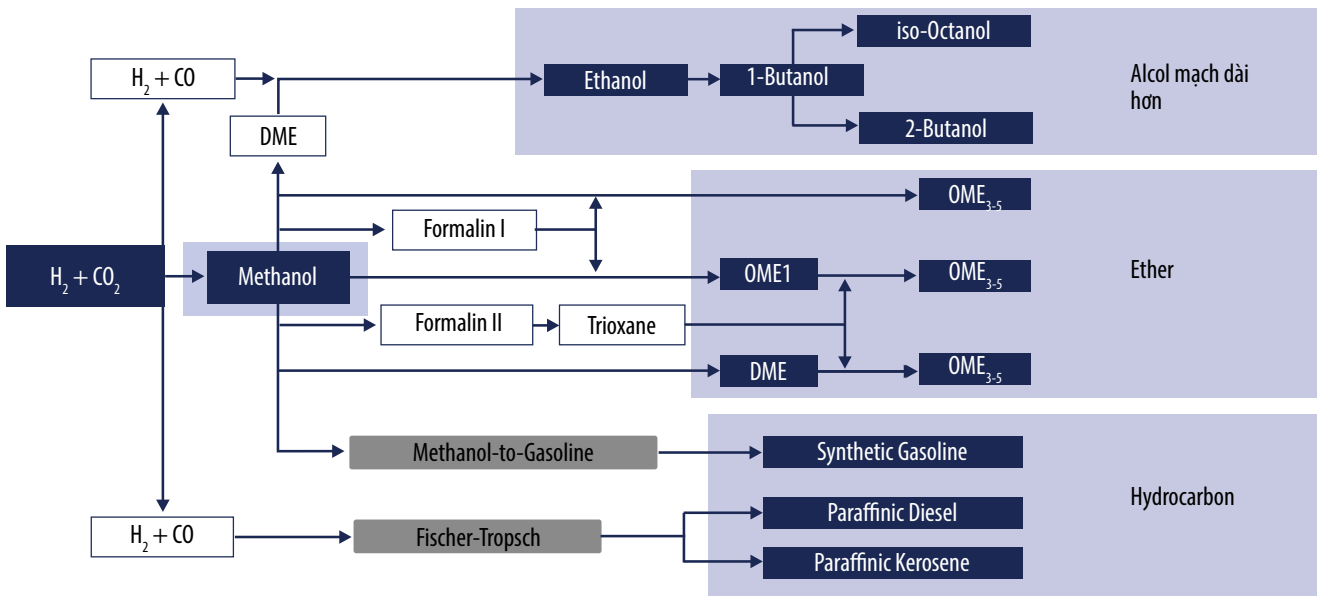 iso-Octanol
H₂ + CO
Ethanol
1-Butanol
Alcol mạch dài
hơn
DME
2-Butanol
OME₃₋₅
Formalin I
H₂ + CO₂
Methanol
OME1
OME₃₋₅
Ether
Formalin II
Trioxane
DME
OME₃₋₅
Methanol-to-Gasoline
Synthetic Gasoline
Hydrocarbon
Paraffinic Diesel
H₂ + CO
Fischer-Tropsch
Paraffinic Kerosene